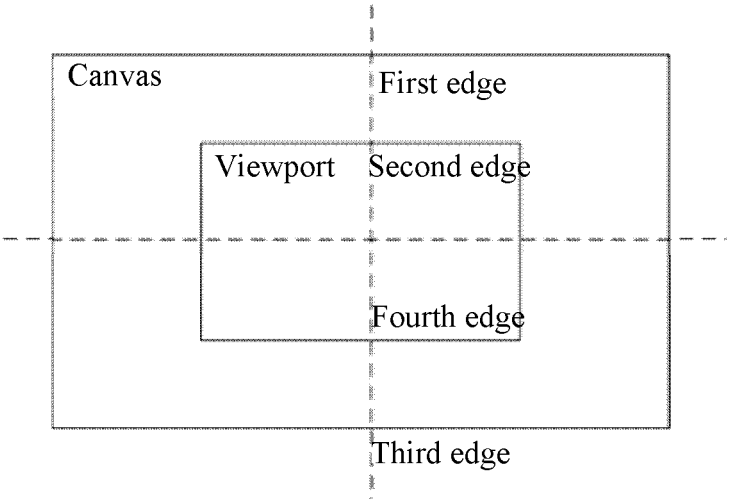 Canvas
First edge
Viewport
Second edge
Fourth edge
Third edge